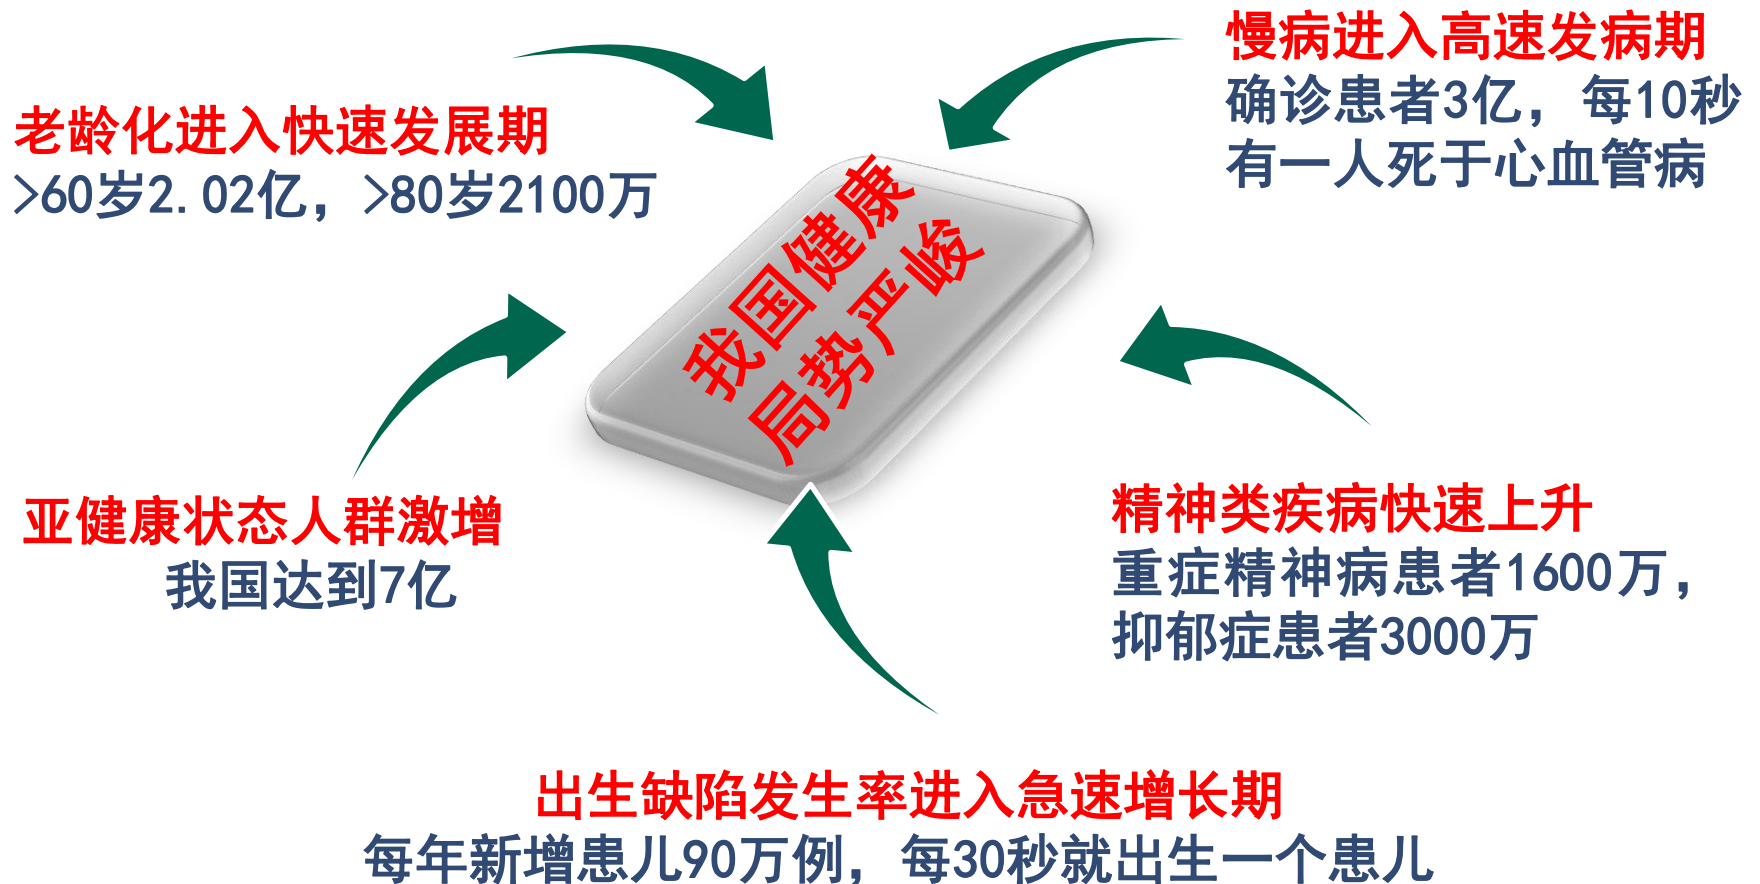 慢病进入高速发病期
确诊患者3亿，每10秒
有一人死于心血管病
老龄化进入快速发展期
>60岁2.02亿，>80岁2100万
我国健康
局势严峻
亚健康状态人群激增
我国达到7亿
精神类疾病快速上升
重症精神病患者1600万，
抑郁症患者3000万
出生缺陷发生率进入急速增长期
每年新增患儿90万例，每30秒就出生一个患儿